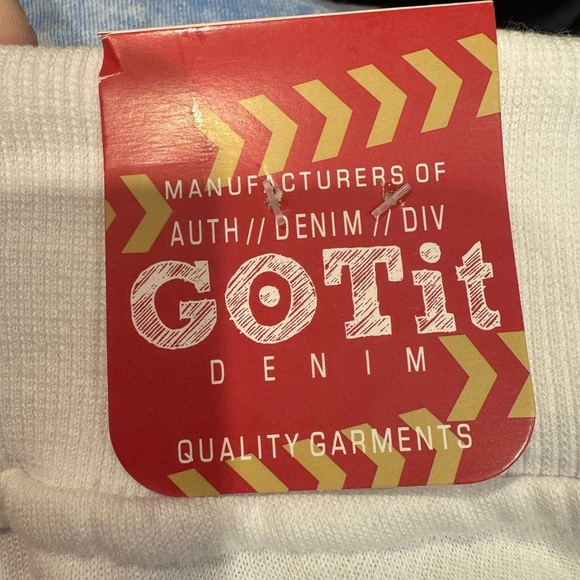 MANUFACTURERS OF
AUTH // DENIM // DIV
GOTit
DENIM
QUALITY GARMENTS